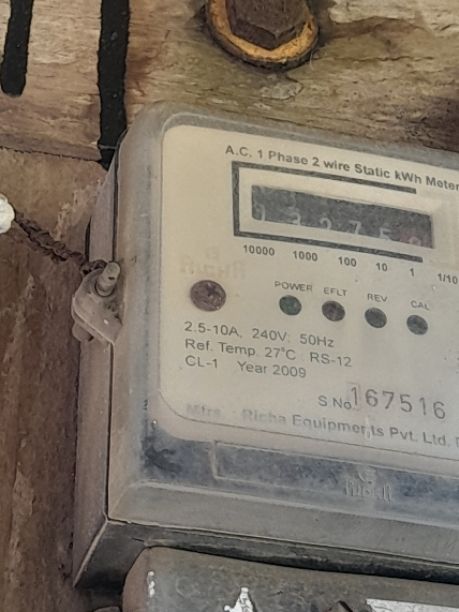 A.C. 1 Phase 2 wire Static kWh Meter
10000 1000 100 10 1 1/10
POWER EFLT REV CAL
2.5-10A, 240V: 50Hz
Ref. Temp. 27°C RS-12
CL-1 Year 2009
S No. 167516
Mfrs. Richa Equipments Pvt. Ltd.